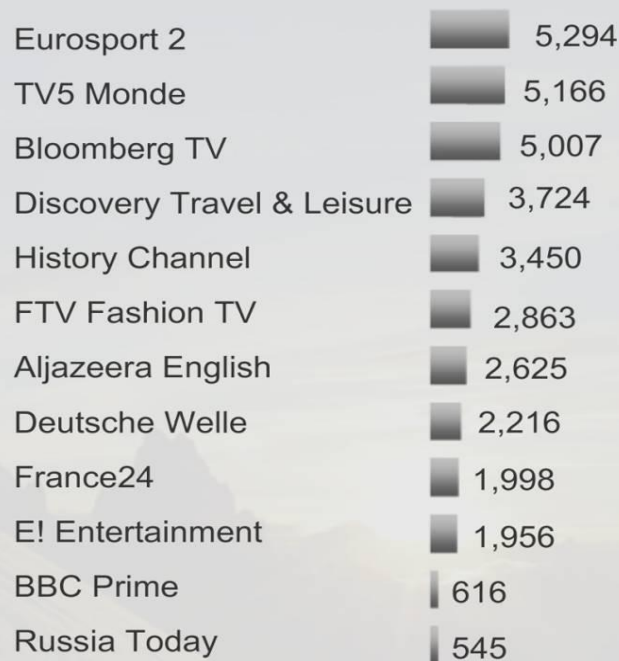 Eurosport 2 5,294
TV5 Monde 5,166
Bloomberg TV 5,007
Discovery Travel & Leisure 3,724
History Channel 3,450
FTV Fashion TV 2,863
Aljazeera English 2,625
Deutsche Welle 2,216
France24 1,998
E! Entertainment 1,956
BBC Prime 616
Russia Today 545